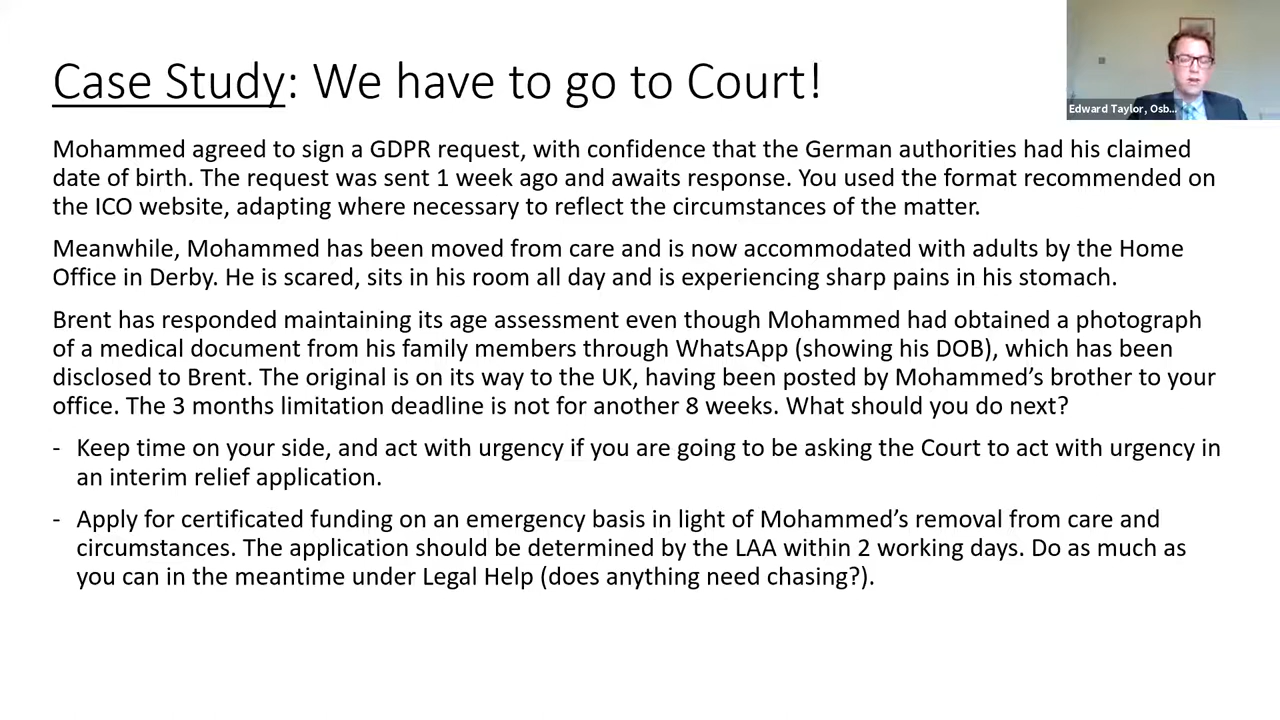 Case Study: We have to go to Court!
Edward Taylor, Osb...
Mohammed agreed to sign a GDPR request, with confidence that the German authorities had his claimed
date of birth. The request was sent 1 week ago and awaits response. You used the format recommended on
the ICO website, adapting where necessary to reflect the circumstances of the matter.
Meanwhile, Mohammed has been moved from care and is now accommodated with adults by the Home
Office in Derby. He is scared, sits in his room all day and is experiencing sharp pains in his stomach.
Brent has responded maintaining its age assessment even though Mohammed had obtained a photograph
of a medical document from his family members through WhatsApp (showing his DOB), which has been
disclosed to Brent. The original is on its way to the UK, having been posted by Mohammed’s brother to your
office. The 3 months limitation deadline is not for another 8 weeks. What should you do next?
- Keep time on your side, and act with urgency if you are going to be asking the Court to act with urgency in
an interim relief application.
- Apply for certificated funding on an emergency basis in light of Mohammed’s removal from care and
circumstances. The application should be determined by the LAA within 2 working days. Do as much as
you can in the meantime under Legal Help (does anything need chasing?).